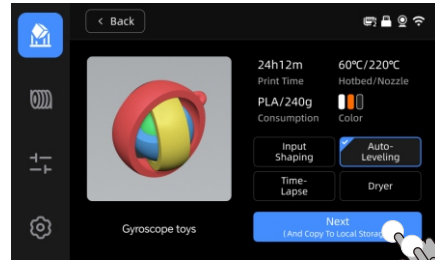 < Back
24h12m
60℃/220℃
Print Time
Hotbed/Nozzle
PLA/240g
Consumption
Color
Input
Shaping
Auto-
Leveling
Time-
Lapse
Dryer
Gyroscope toys
Next
(And Copy To Local